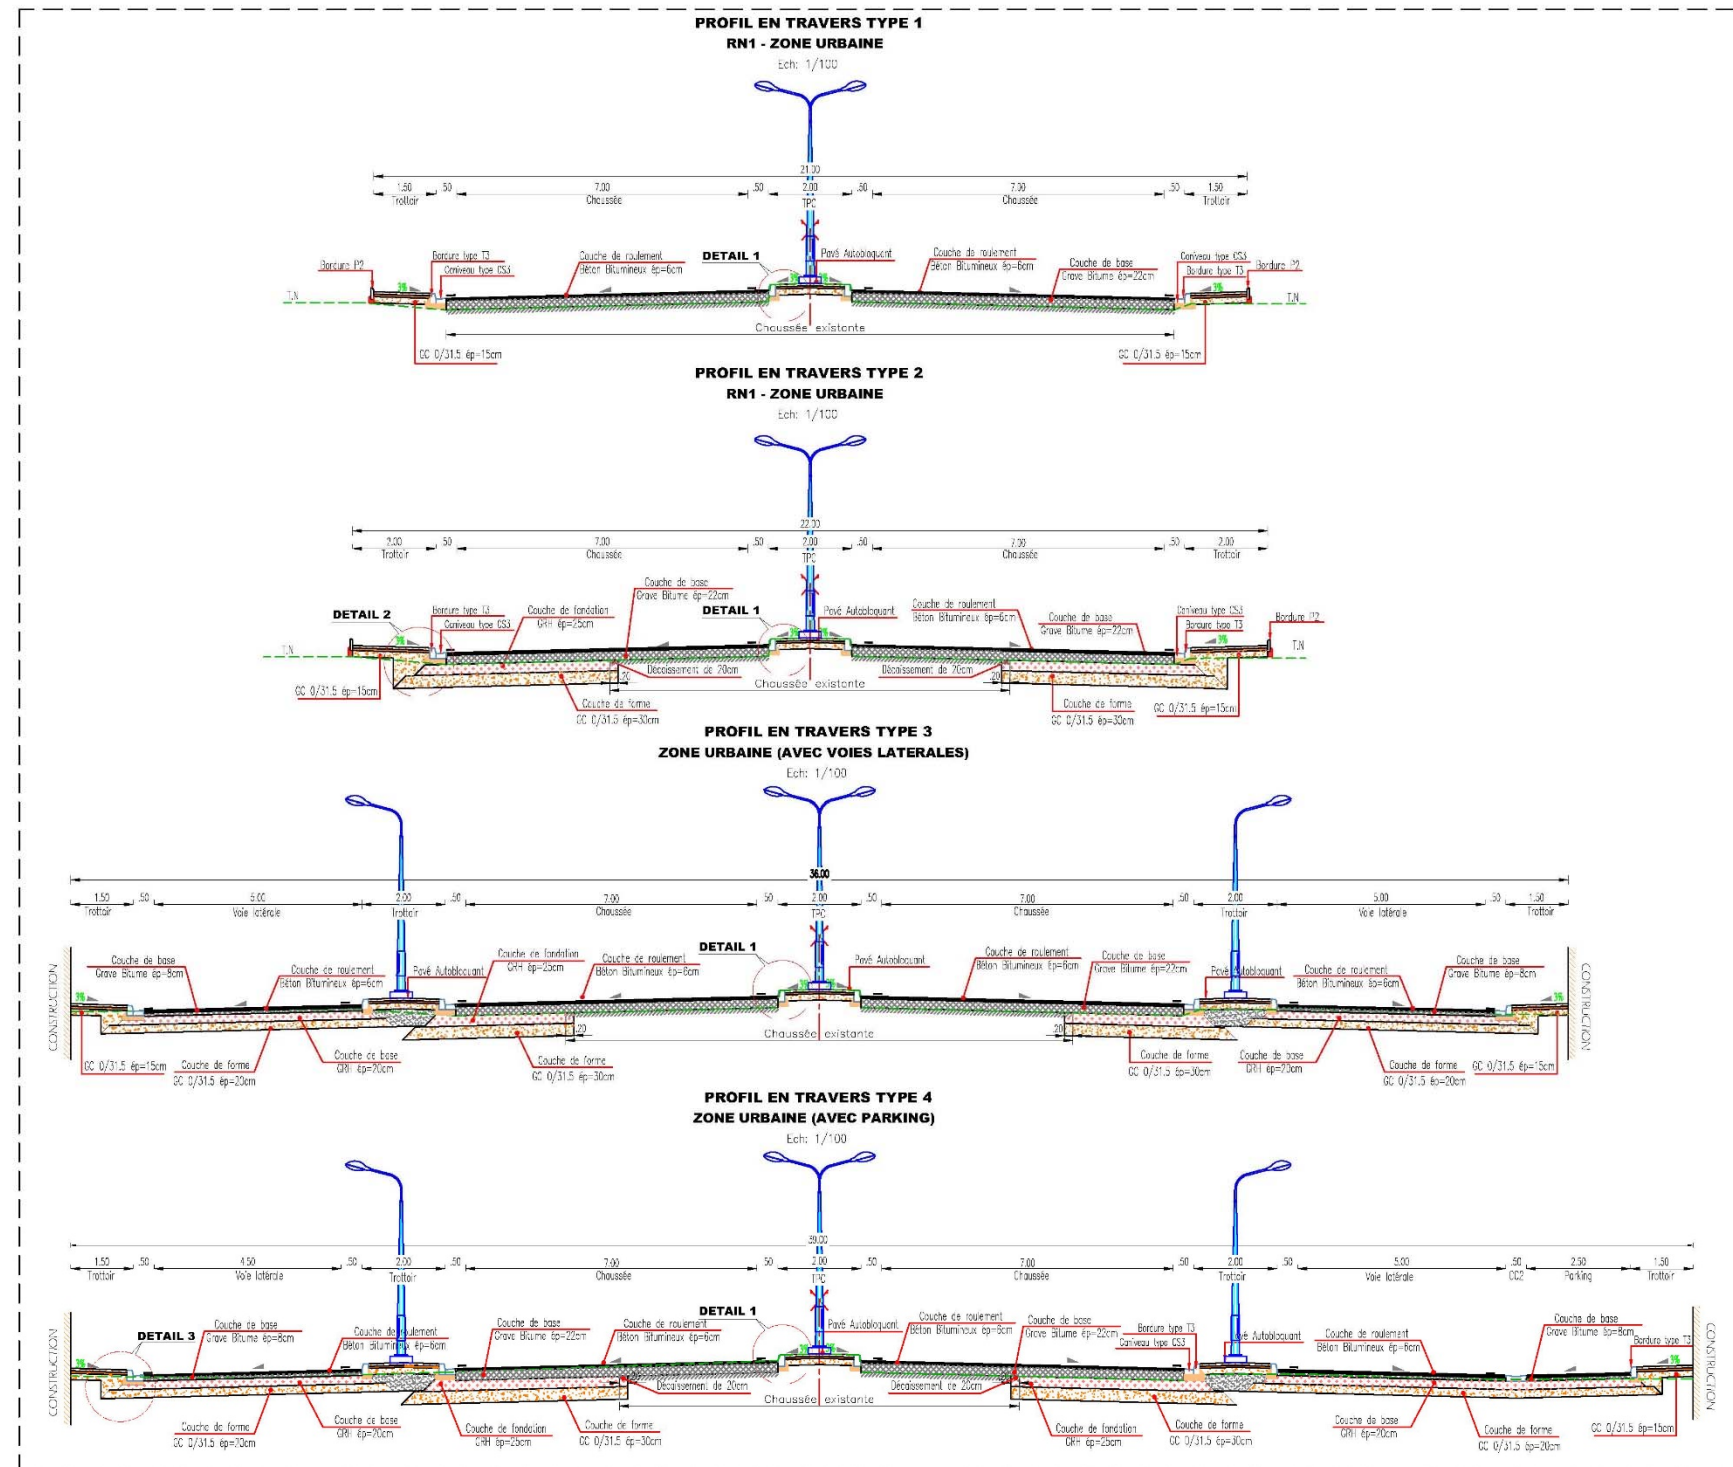 PROFIL EN TRAVERS TYPE 1
RN1 - ZONE URBAINE
Ech: 1/100
21.00
1.50 .50 7.00 .50 2.00 .50 7.00 .50 1.50
Trottoir Chaussée TPC Chaussée Trottoir
Bordure P2
Bordure type T3
Caniveau type CS3
Couche de roulement
Béton Bitumineux ép=6cm
DETAIL 1
Pavé Autobloquant
Couche de roulement
Béton Bitumineux ép=6cm
Couche de base
Grave Bitume ép=22cm
Caniveau type CS3
Bordure type T3
Bordure P2
T.N 3% 3% T.N
Chaussée existante
GC 0/31.5 ép=15cm GC 0/31.5 ép=15cm
PROFIL EN TRAVERS TYPE 2
RN1 - ZONE URBAINE
Ech: 1/100
22.00
2.00 .50 7.00 .50 2.00 .50 7.00 .50 2.00
Trottoir Chaussée TPC Chaussée Trottoir
DETAIL 2
Bordure type T3
Caniveau type CS3
Couche de fondation
GRH ép=25cm
Couche de base
Grave Bitume ép=22cm
DETAIL 1
Pavé Autobloquant
Couche de roulement
Béton Bitumineux ép=6cm
Couche de base
Grave Bitume ép=22cm
Caniveau type CS3
Bordure type T3
Bordure P2
T.N 3% 3% T.N
Décaissement de 20cm Décaissement de 20cm
.20 Chaussée existante .20
GC 0/31.5 ép=15cm
Couche de forme
GC 0/31.5 ép=30cm
Couche de forme
GC 0/31.5 ép=30cm
GC 0/31.5 ép=15cm
PROFIL EN TRAVERS TYPE 3
ZONE URBAINE (AVEC VOIES LATERALES)
Ech: 1/100
36.00
1.50 .50 5.00 2.00 .50 7.00 .50 2.00 .50 7.00 .50 2.00 5.00 .50 1.50
Trottoir Voie latérale Trottoir Chaussée TPC Chaussée Trottoir Voie latérale Trottoir
CONSTRUCTION
Couche de base
Grave Bitume ép=8cm
Couche de roulement
Béton Bitumineux ép=6cm
Pavé Autobloquant
Couche de fondation
GRH ép=25cm
Couche de roulement
Béton Bitumineux ép=6cm
DETAIL 1
Pavé Autobloquant
Couche de roulement
Béton Bitumineux ép=6cm
Couche de base
Grave Bitume ép=22cm
Pavé Autobloquant
Couche de roulement
Béton Bitumineux ép=6cm
Couche de base
Grave Bitume ép=8cm
CONSTRUCTION
3% 3%
.20 Chaussée existante .20
GC 0/31.5 ép=15cm
Couche de forme
GC 0/31.5 ép=20cm
Couche de base
GRH ép=20cm
Couche de forme
GC 0/31.5 ép=30cm
Couche de forme
GC 0/31.5 ép=30cm
Couche de base
GRH ép=20cm
Couche de forme
GC 0/31.5 ép=20cm
GC 0/31.5 ép=15cm
PROFIL EN TRAVERS TYPE 4
ZONE URBAINE (AVEC PARKING)
Ech: 1/100
39.00
1.50 .50 4.50 .50 2.00 .50 7.00 .50 2.00 .50 7.00 .50 2.00 .50 5.00 .50 2.50 1.50
Trottoir Voie latérale Trottoir Chaussée TPC Chaussée Trottoir Voie latérale CC2 Parking Trottoir
CONSTRUCTION
DETAIL 3
Couche de base
Grave Bitume ép=8cm
Couche de roulement
Béton Bitumineux ép=6cm
Couche de base
Grave Bitume ép=22cm
Couche de roulement
Béton Bitumineux ép=6cm
DETAIL 1
Pavé Autobloquant
Couche de roulement
Béton Bitumineux ép=6cm
Couche de base
Grave Bitume ép=22cm
Bordure type T3
Caniveau type CS3
Pavé Autobloquant
Couche de roulement
Béton Bitumineux ép=6cm
Couche de base
Grave Bitume ép=8cm
Bordure type T3
CONSTRUCTION
3% 3%
Décaissement de 20cm Décaissement de 20cm
Chaussée existante
Couche de forme
GC 0/31.5 ép=20cm
Couche de base
GRH ép=20cm
Couche de fondation
GRH ép=25cm
Couche de forme
GC 0/31.5 ép=30cm
Couche de fondation
GRH ép=25cm
Couche de forme
GC 0/31.5 ép=30cm
Couche de base
GRH ép=20cm
Couche de forme
GC 0/31.5 ép=20cm
GC 0/31.5 ép=15cm